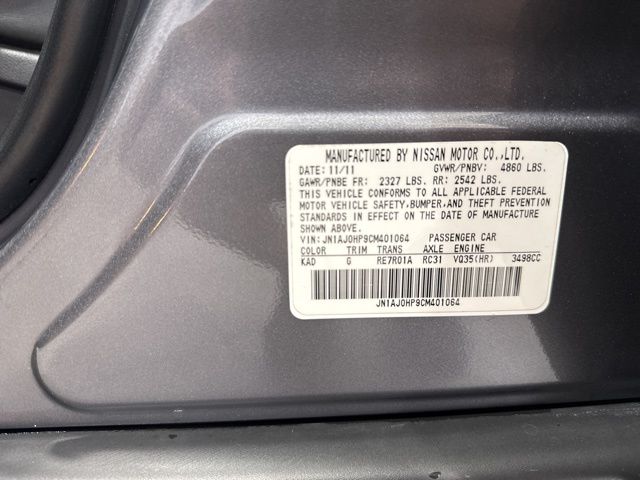 MANUFACTURED BY NISSAN MOTOR CO.,LTD.
DATE: 11/11 GVWR/PNBV: 4860 LBS.
GAWR/PNBE FR: 2327 LBS. RR: 2542 LBS.
THIS VEHICLE CONFORMS TO ALL APPLICABLE FEDERAL
MOTOR VEHICLE SAFETY,BUMPER,AND THEFT PREVENTION
STANDARDS IN EFFECT ON THE DATE OF MANUFACTURE
SHOWN ABOVE.
VIN: JN1AJ0HP9CM401064 PASSENGER CAR
COLOR TRIM TRANS AXLE ENGINE
KAD G RE7R01A RC31 VQ35(HR) 3498CC
JN1AJ0HP9CM401064